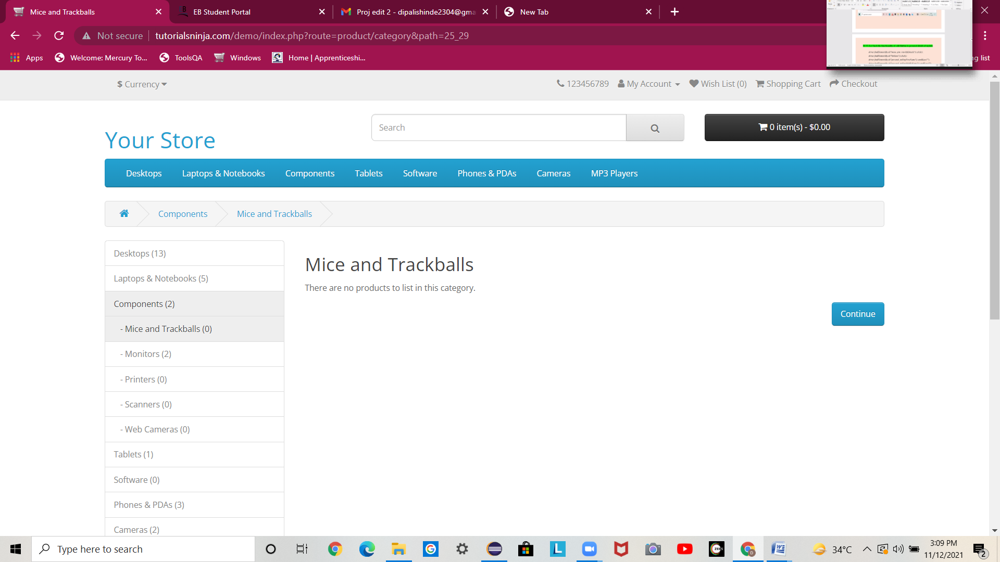 Mice and Trackballs
EB Student Portal
Proj edit 2 - dipalishinde2304@gma
New Tab
Not secure tutorialsninja.com/demo/index.php?route=product/category&path=25_29
Apps
Welcome: Mercury To...
ToolsQA
Windows
Home | Apprenticeshi...
ng list
$ Currency
123456789
My Account
Wish List (0)
Shopping Cart
Checkout
Your Store
Search
0 item(s) - $0.00
Desktops
Laptops & Notebooks
Components
Tablets
Software
Phones & PDAs
Cameras
MP3 Players
Components
Mice and Trackballs
Desktops (13)
Laptops & Notebooks (5)
Components (2)
- Mice and Trackballs (0)
- Monitors (2)
- Printers (0)
- Scanners (0)
- Web Cameras (0)
Tablets (1)
Software (0)
Phones & PDAs (3)
Cameras (2)
Mice and Trackballs
There are no products to list in this category.
Continue
Type here to search
34°C
3:09 PM
11/12/2021
2